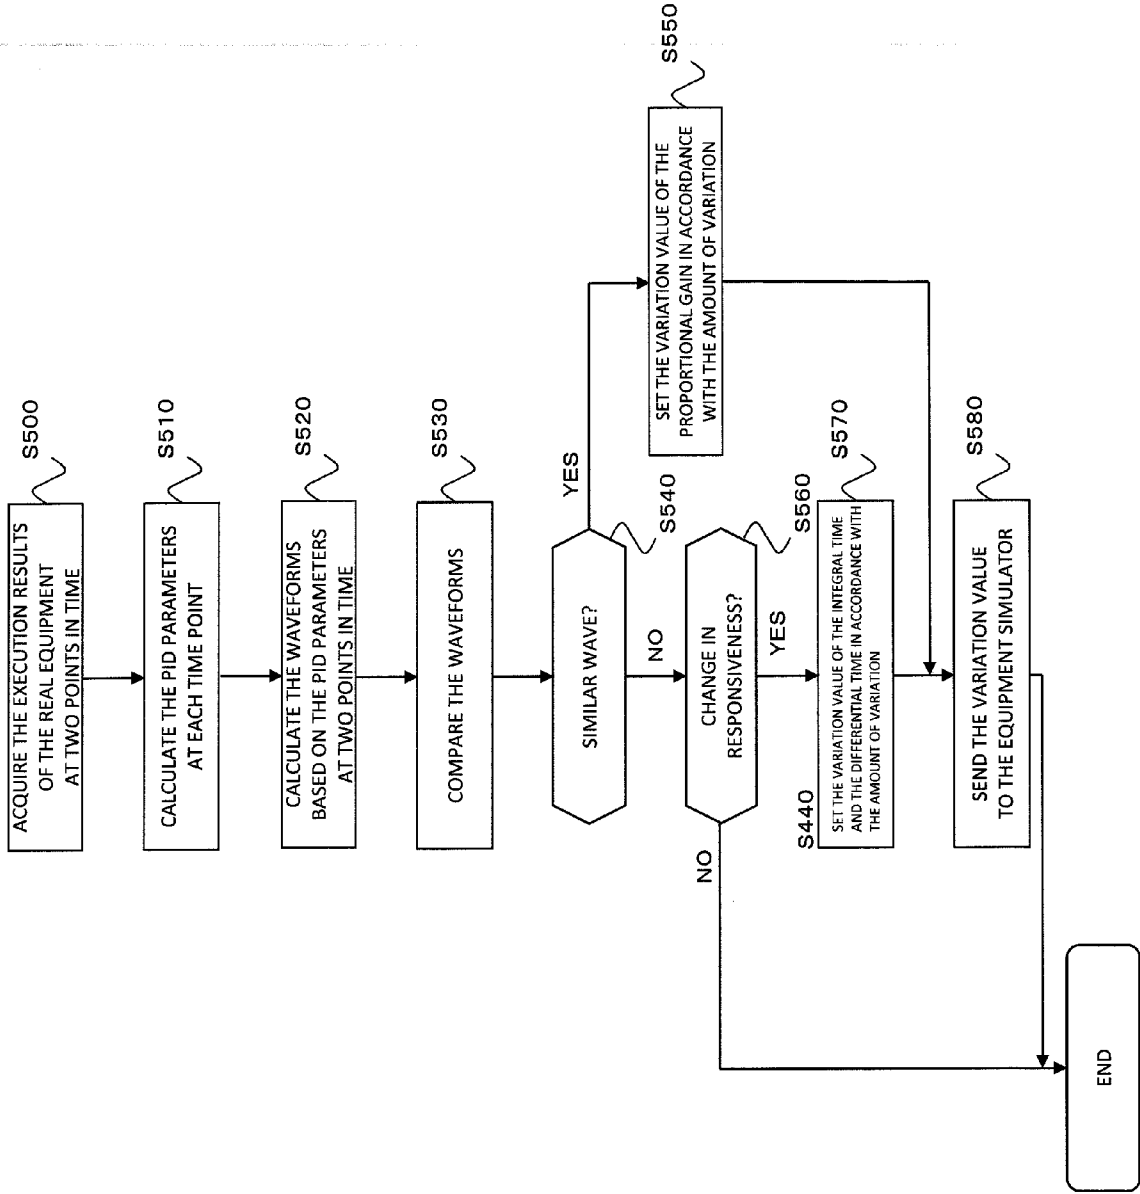 S500
ACQUIRE THE EXECUTION RESULTS
OF THE REAL EQUIPMENT
AT TWO POINTS IN TIME
S510
CALCULATE THE PID PARAMETERS
AT EACH TIME POINT
S520
CALCULATE THE WAVEFORMS
BASED ON THE PID PARAMETERS
AT TWO POINTS IN TIME
S530
COMPARE THE WAVEFORMS
SIMILAR WAVE?
S540
YES
NO
S550
SET THE VARIATION VALUE OF THE
PROPORTIONAL GAIN IN ACCORDANCE
WITH THE AMOUNT OF VARIATION
CHANGE IN
RESPONSIVENESS?
S560
NO
YES
S440
S570
SET THE VARIATION VALUE OF THE INTEGRAL TIME
AND THE DIFFERENTIAL TIME IN ACCORDANCE WITH
THE AMOUNT OF VARIATION
S580
SEND THE VARIATION VALUE
TO THE EQUIPMENT SIMULATOR
END